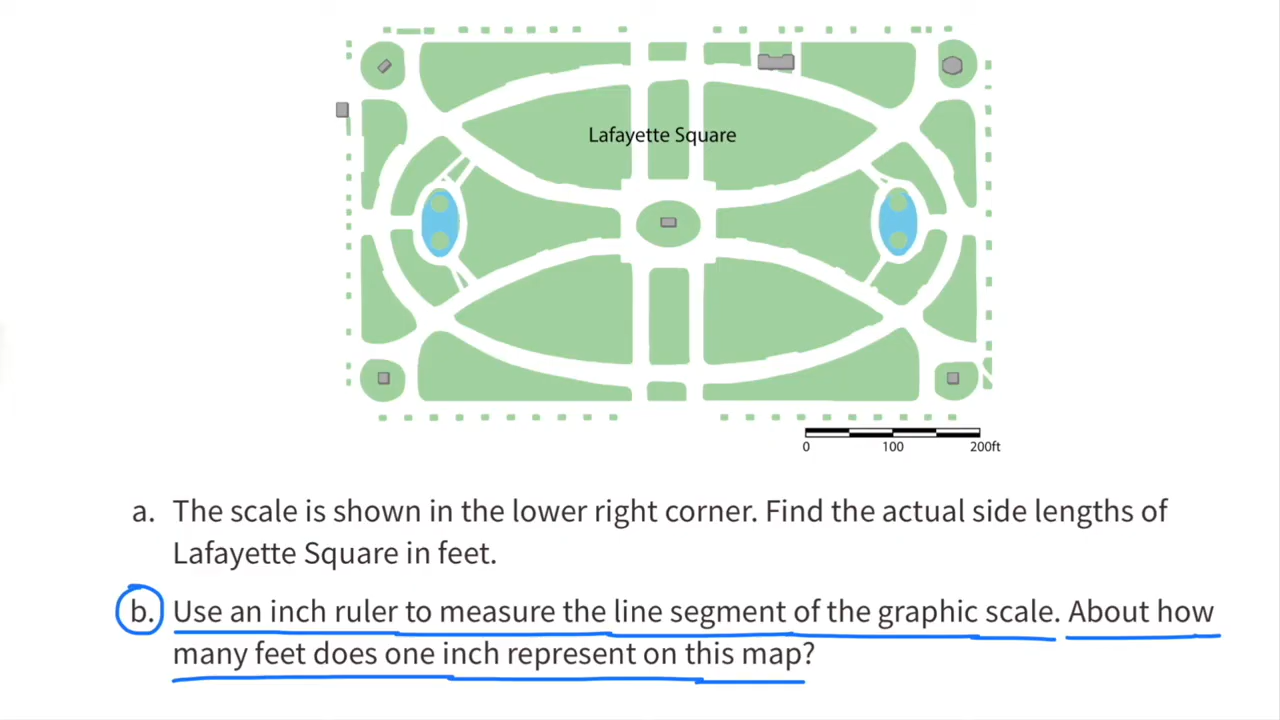 Lafayette Square
0 100 200ft
a. The scale is shown in the lower right corner. Find the actual side lengths of
Lafayette Square in feet.
b. Use an inch ruler to measure the line segment of the graphic scale. About how
many feet does one inch represent on this map?